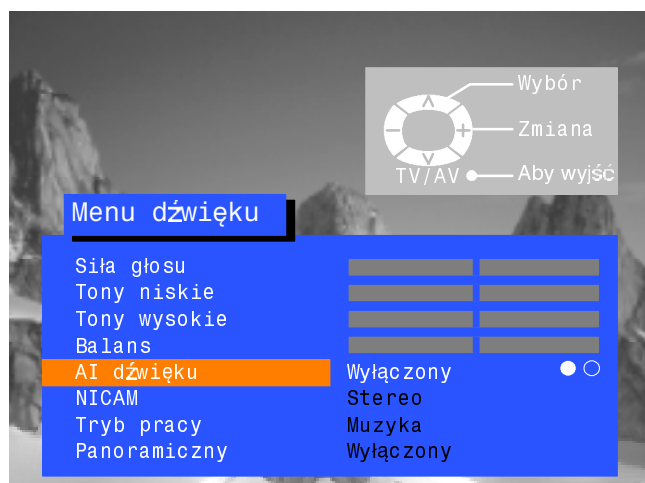 Wybór
Zmiana
TV/AV Aby wyjść
Menu dźwięku
Siła głosu
Tony niskie
Tony wysokie
Balans
AI dźwięku Wyłączony
NICAM Stereo
Tryb pracy Muzyka
Panoramiczny Wyłączony